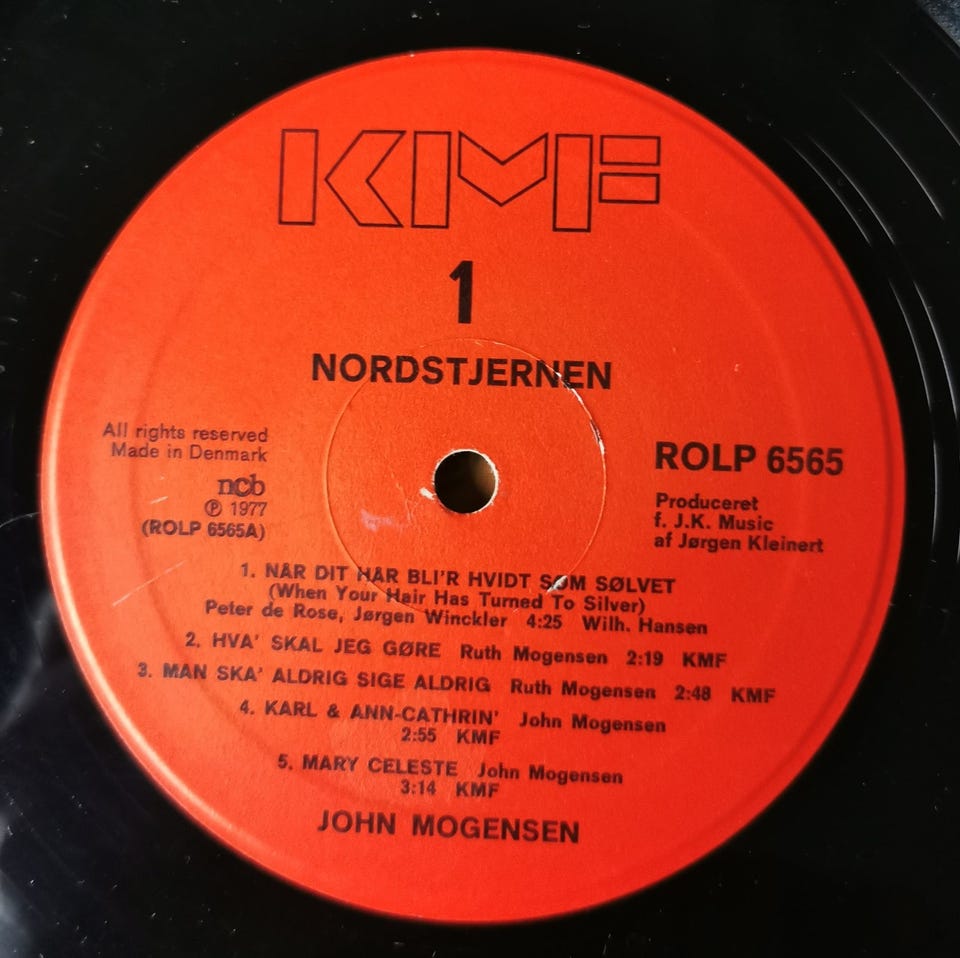 KMF
1
NORDSTJERNEN
All rights reserved
Made in Denmark
ncb
℗ 1977
(ROLP 6565A)
ROLP 6565
Produceret
f. J.K. Music
af Jørgen Kleinert
1. NÅR DIT HÅR BLI'R HVIDT SOM SØLVET
(When Your Hair Has Turned To Silver)
Peter de Rose, Jørgen Winckler 4:25 Wilh. Hansen
2. HVA' SKAL JEG GØRE Ruth Mogensen 2:19 KMF
3. MAN SKA' ALDRIG SIGE ALDRIG Ruth Mogensen 2:48 KMF
4. KARL & ANN-CATHRIN' John Mogensen
2:55 KMF
5. MARY CELESTE John Mogensen
3:14 KMF
JOHN MOGENSEN